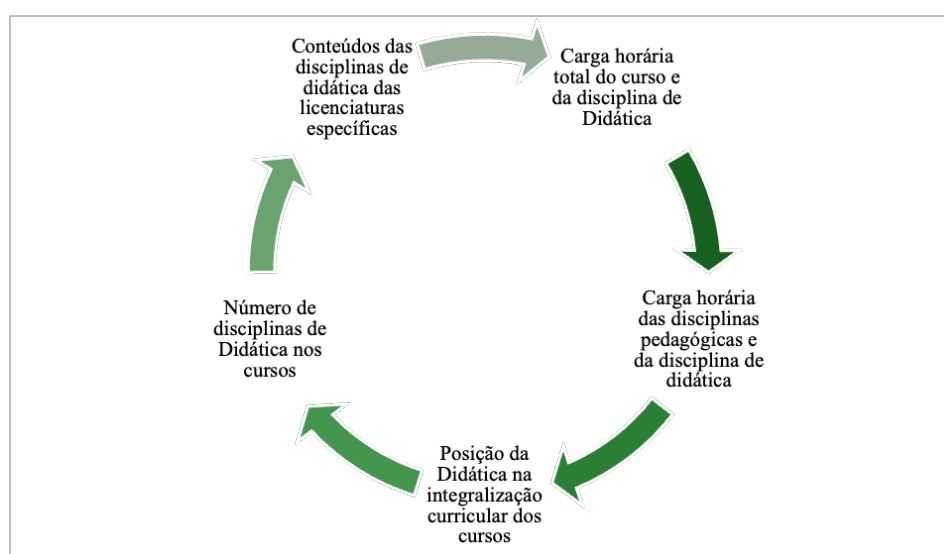 Conteúdos das
disciplinas de
didática das
licenciaturas
específicas
Carga horária
total do curso e
da disciplina de
Didática
Carga horária
das disciplinas
pedagógicas e
da disciplina de
didática
Posição da
Didática na
integralização
curricular dos
cursos
Número de
disciplinas de
Didática nos
cursos